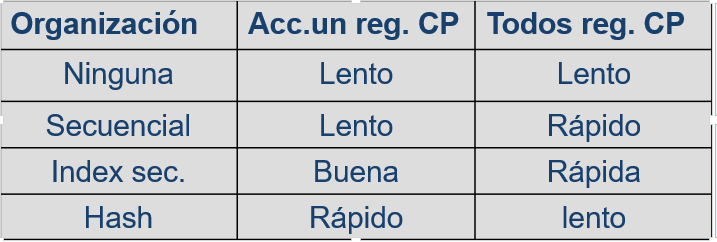 Organización Acc.un reg. CP Todos reg. CP
Ninguna Lento Lento
Secuencial Lento Rápido
Index sec. Buena Rápida
Hash Rápido lento